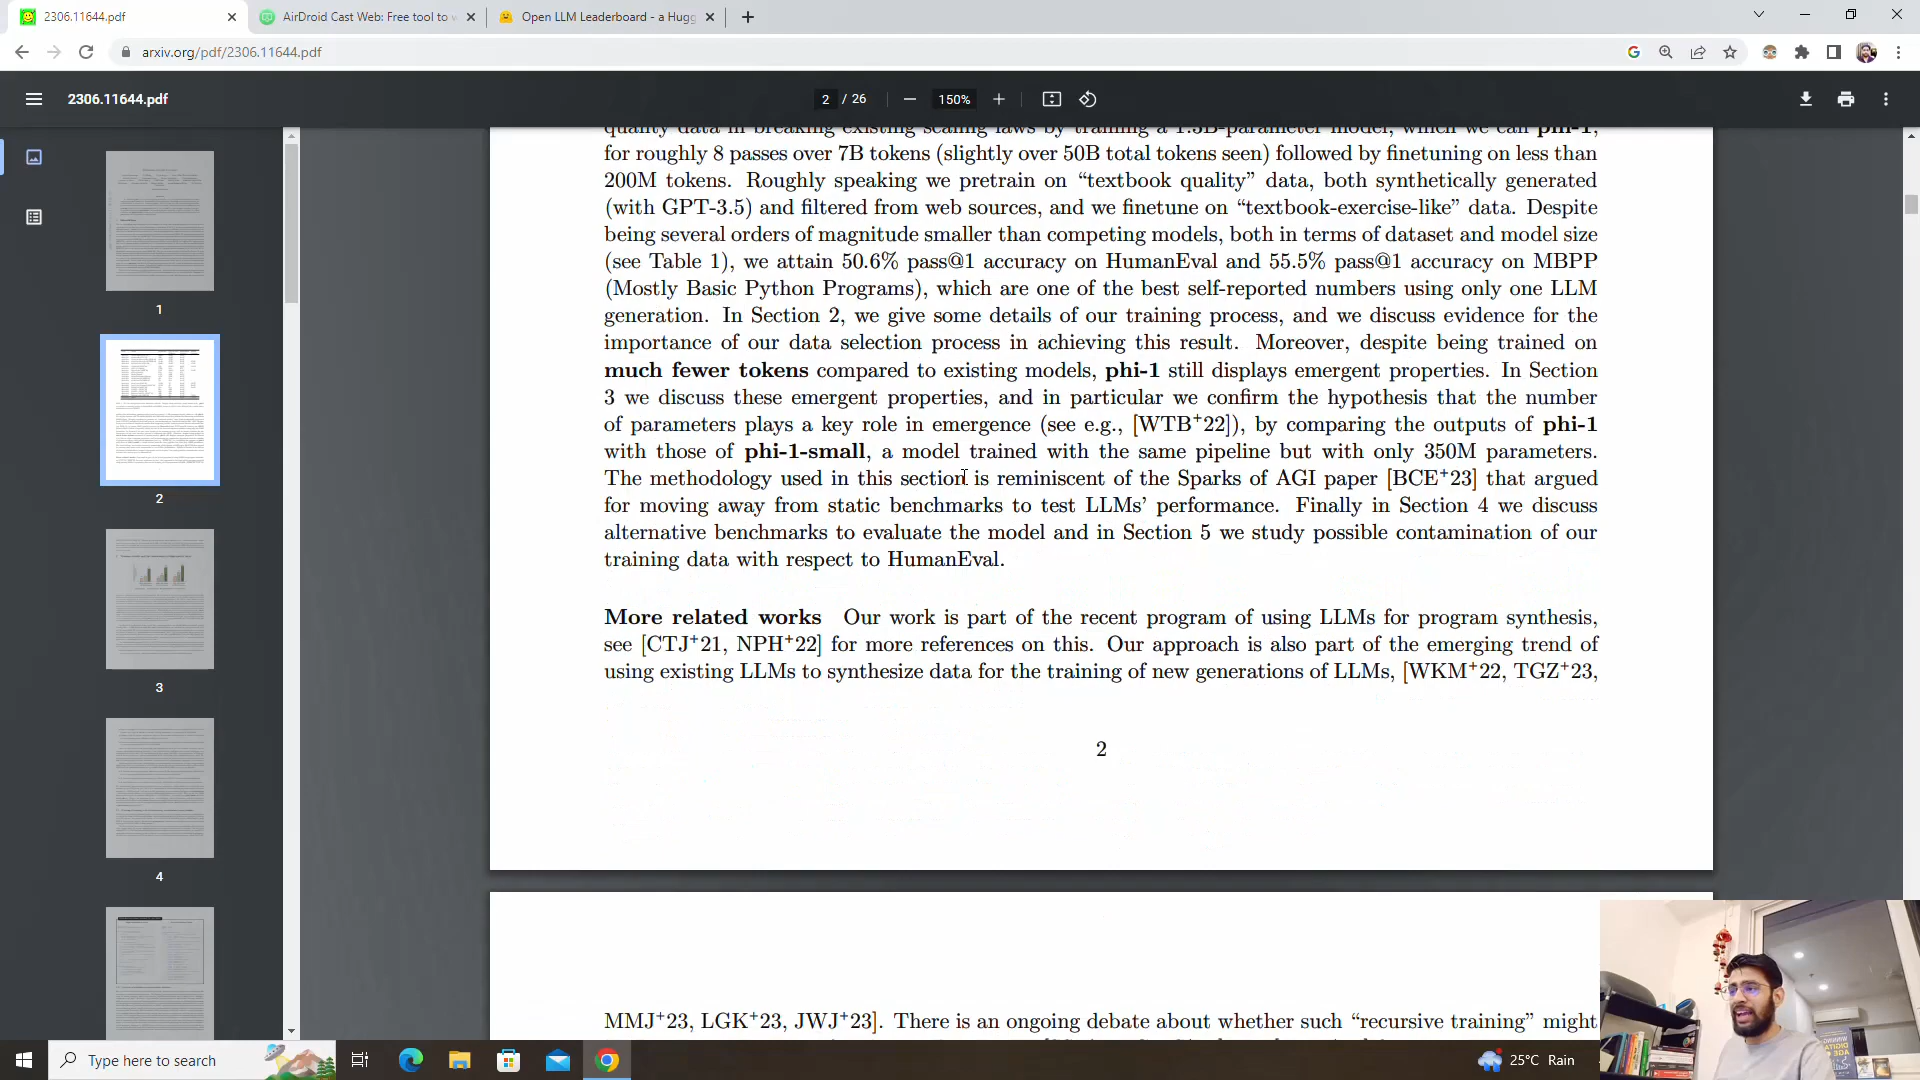 2306.11644.pdf
AirDroid Cast Web: Free tool to
Open LLM Leaderboard - a Hugg
arxiv.org/pdf/2306.11644.pdf
2306.11644.pdf
2 / 26
150%
quality data in breaking existing scaling laws by training a 1.3B-parameter model, which we call phi-1,
for roughly 8 passes over 7B tokens (slightly over 50B total tokens seen) followed by finetuning on less than
200M tokens. Roughly speaking we pretrain on “textbook quality” data, both synthetically generated
(with GPT-3.5) and filtered from web sources, and we finetune on “textbook-exercise-like” data. Despite
being several orders of magnitude smaller than competing models, both in terms of dataset and model size
(see Table 1), we attain 50.6% pass@1 accuracy on HumanEval and 55.5% pass@1 accuracy on MBPP
(Mostly Basic Python Programs), which are one of the best self-reported numbers using only one LLM
generation. In Section 2, we give some details of our training process, and we discuss evidence for the
importance of our data selection process in achieving this result. Moreover, despite being trained on
much fewer tokens compared to existing models, phi-1 still displays emergent properties. In Section
3 we discuss these emergent properties, and in particular we confirm the hypothesis that the number
of parameters plays a key role in emergence (see e.g., [WTB+22]), by comparing the outputs of phi-1
with those of phi-1-small, a model trained with the same pipeline but with only 350M parameters.
The methodology used in this section is reminiscent of the Sparks of AGI paper [BCE+23] that argued
for moving away from static benchmarks to test LLMs’ performance. Finally in Section 4 we discuss
alternative benchmarks to evaluate the model and in Section 5 we study possible contamination of our
training data with respect to HumanEval.
More related works Our work is part of the recent program of using LLMs for program synthesis,
see [CTJ+21, NPH+22] for more references on this. Our approach is also part of the emerging trend of
using existing LLMs to synthesize data for the training of new generations of LLMs, [WKM+22, TGZ+23,
2
MMJ+23, LGK+23, JWJ+23]. There is an ongoing debate about whether such “recursive training” might
1
2
3
4
Type here to search
25°C Rain